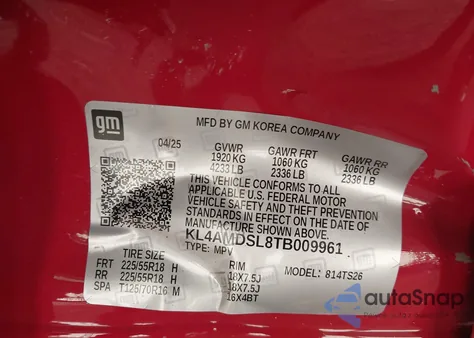 gm
MFD BY GM KOREA COMPANY
04/25 GVWR GAWR FRT GAWR RR
1920 KG 1060 KG 1060 KG
4233 LB 2336 LB 2336 LB
THIS VEHICLE CONFORMS TO ALL
APPLICABLE U.S. FEDERAL MOTOR
VEHICLE SAFETY AND THEFT PREVENTION
STANDARDS IN EFFECT ON THE DATE OF
MANUFACTURE SHOWN ABOVE.
KL4AMDSL8TB009961
TYPE: MPV
TIRE SIZE RIM MODEL: 814TS26
FRT 225/55R18 H 18X7.5J
RR 225/55R18 H 18X7.5J
SPA T125/70R16 M 16X4BT
autoSnap